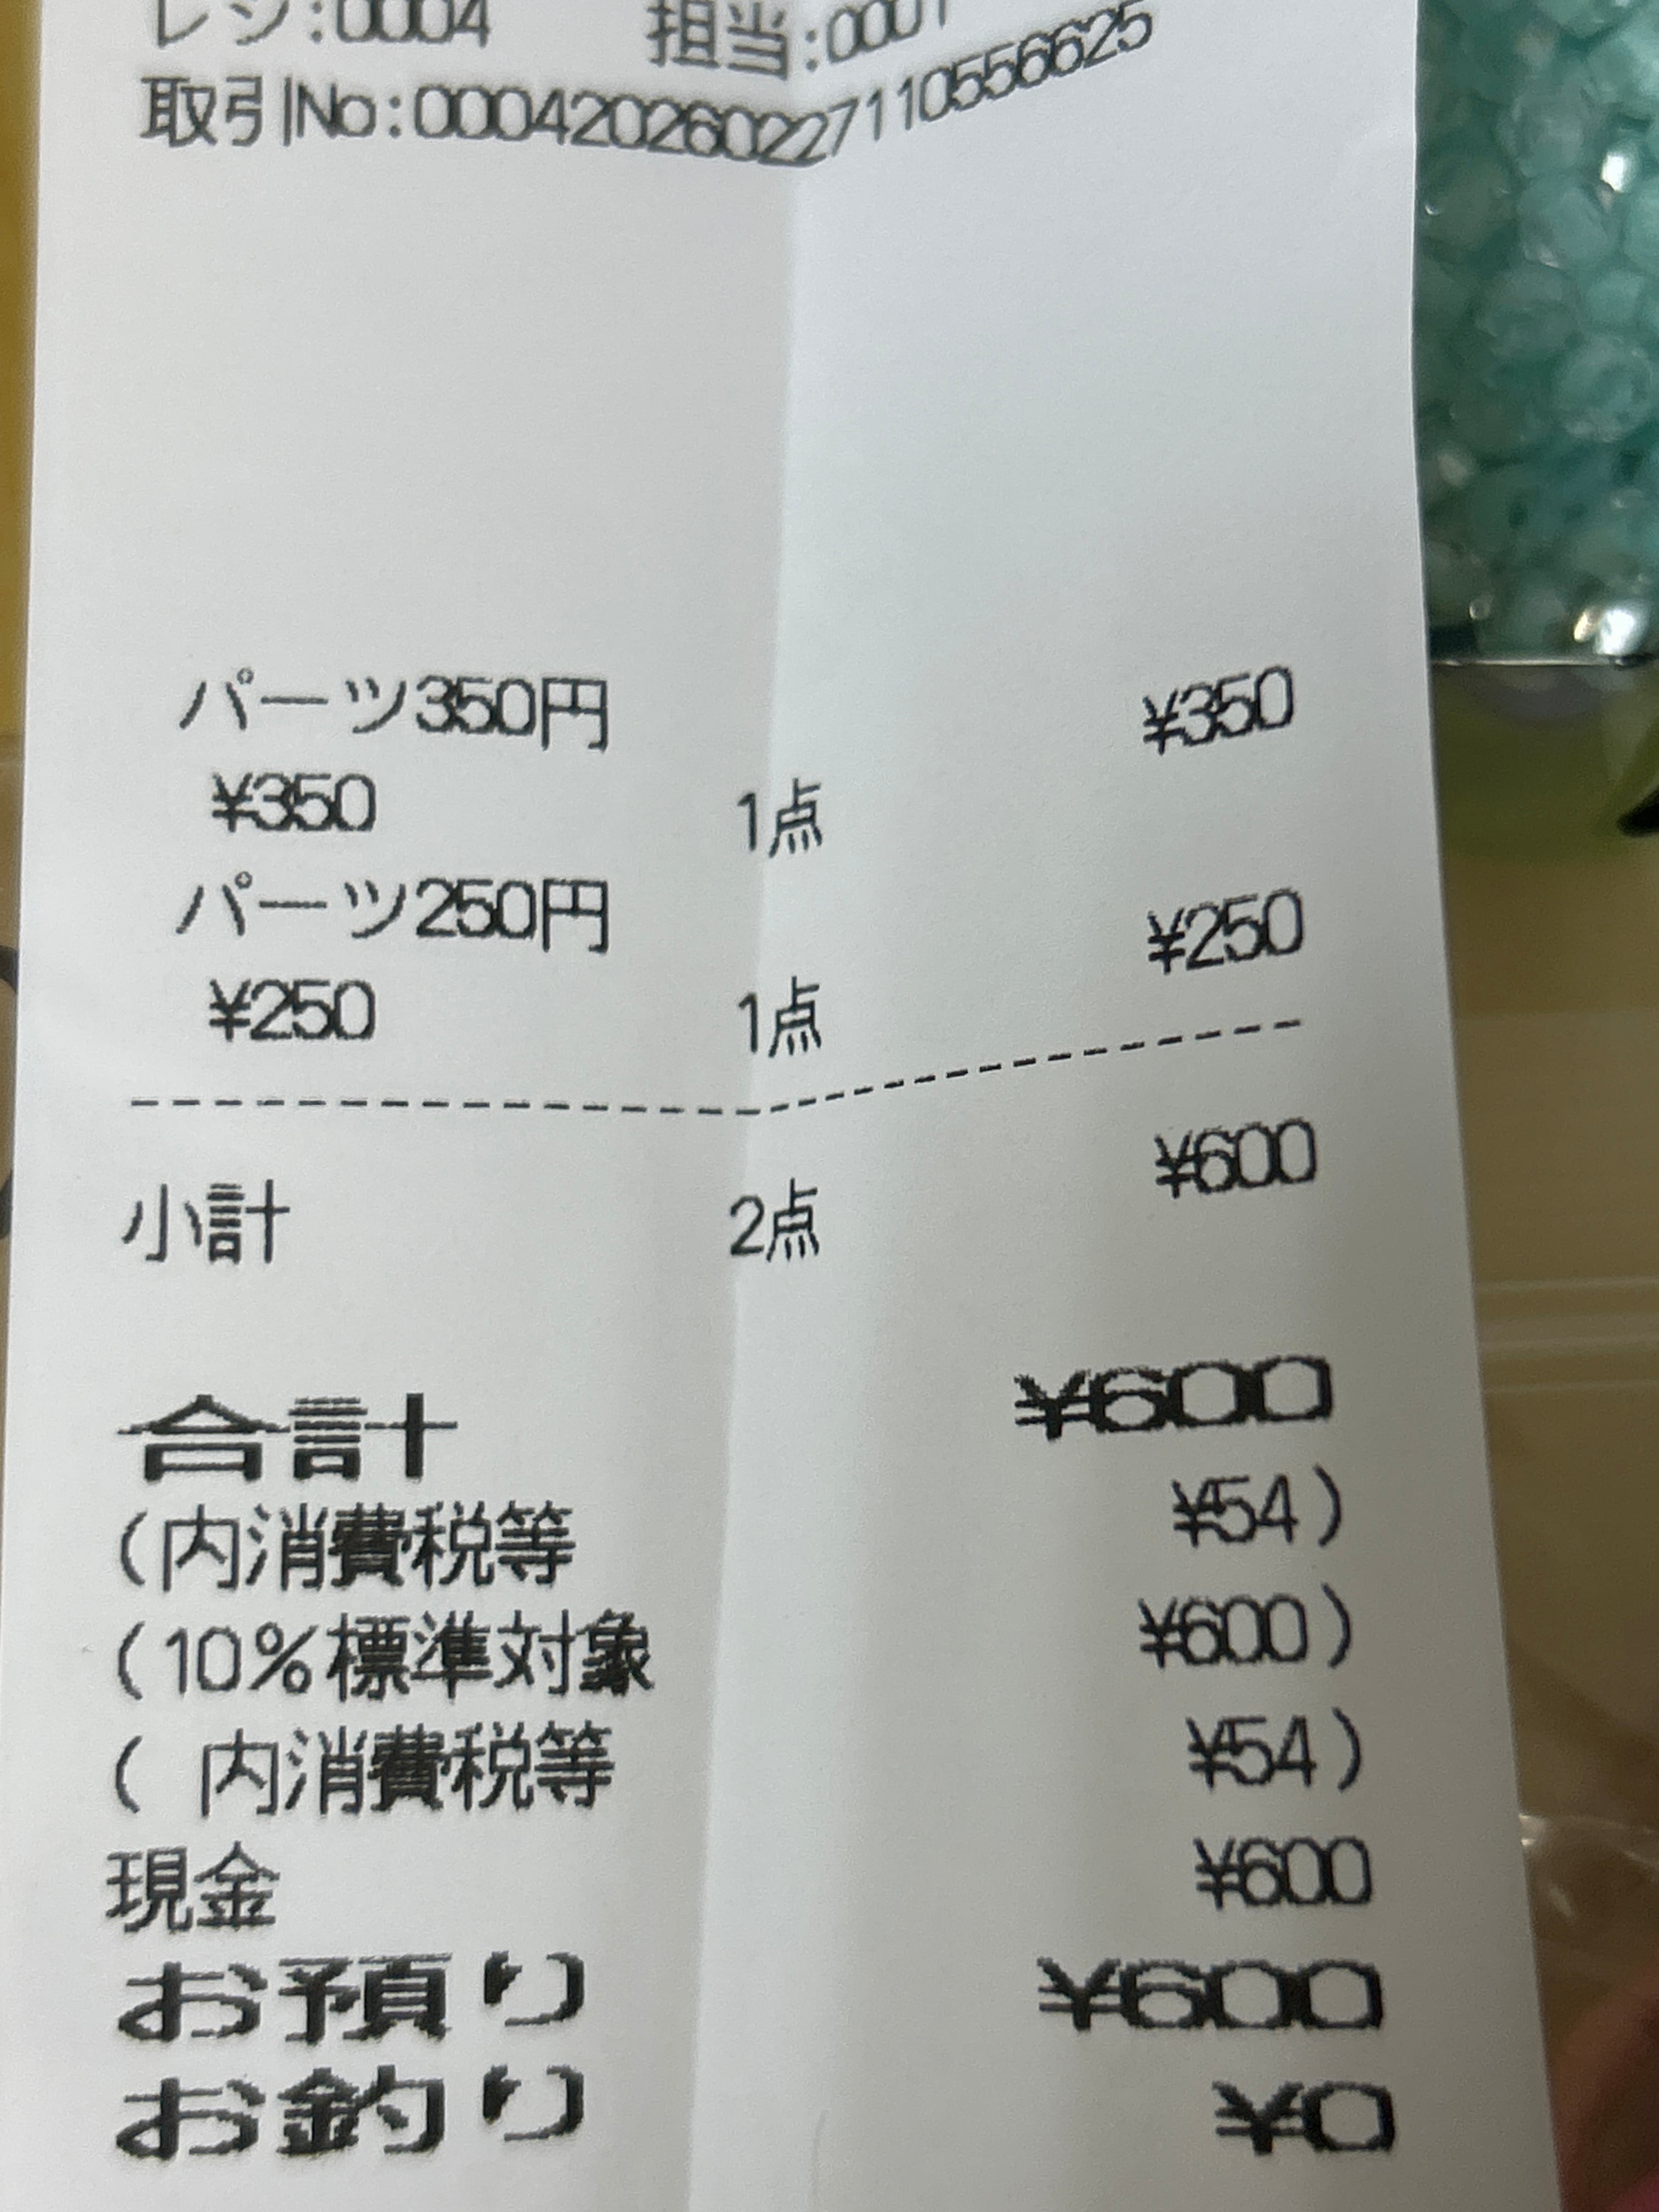 レジ:0004 担当:0001
取引No:0004202602271105566​25
パーツ350円 ¥350
¥350 1点
パーツ250円 ¥250
¥250 1点
小計 2点 ¥600
合計 ¥600
(内消費税等 ¥54)
(10%標準対象 ¥600)
( 内消費税等 ¥54)
現金 ¥600
お預り ¥600
お釣り ¥0